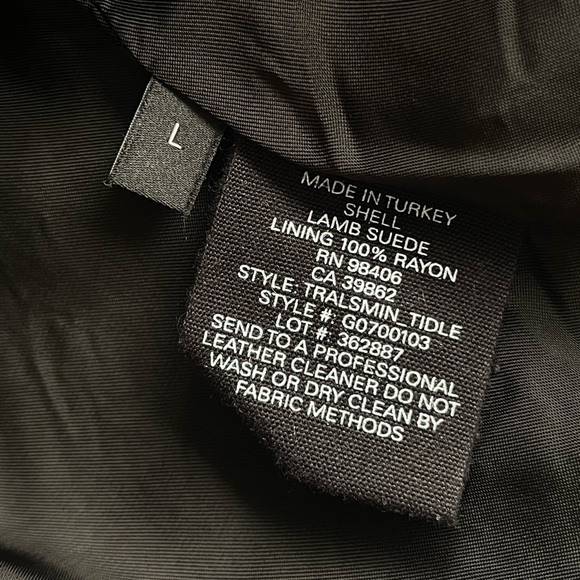 L
MADE IN TURKEY
SHELL
LAMB SUEDE
LINING 100% RAYON
RN 98406
CA 39862
STYLE. TRALSMIN_TIDLE
STYLE #: G0700103
LOT #: 362887
SEND TO A PROFESSIONAL
LEATHER CLEANER DO NOT
WASH OR DRY CLEAN BY
FABRIC METHODS